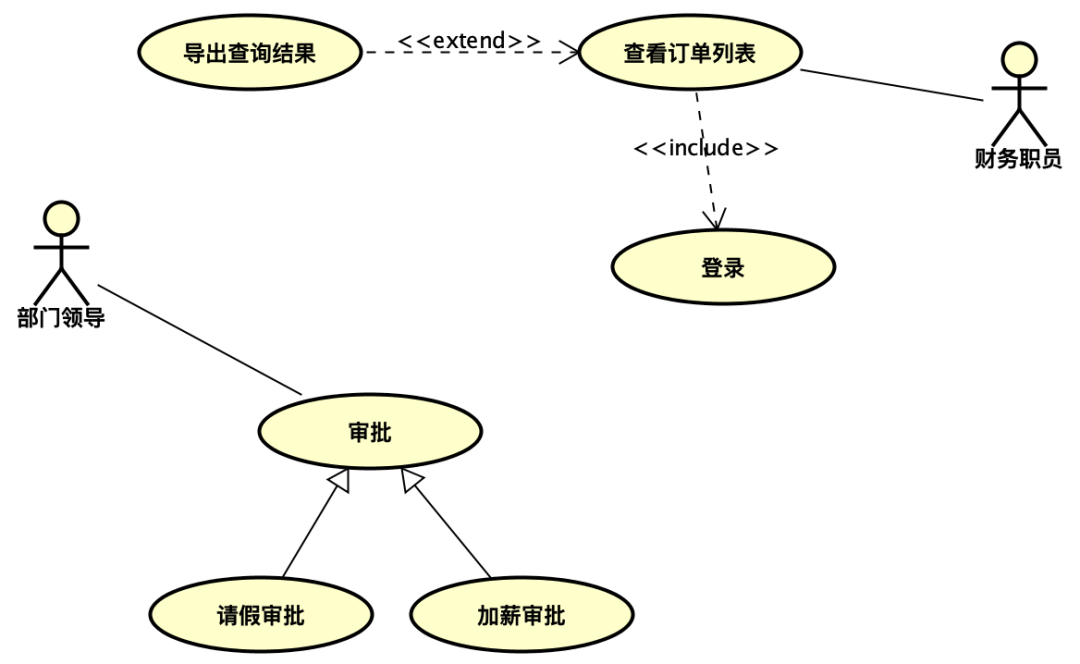 导出查询结果
<<extend>>
查看订单列表
财务职员
<<include>>
登录
部门领导
审批
请假审批
加薪审批